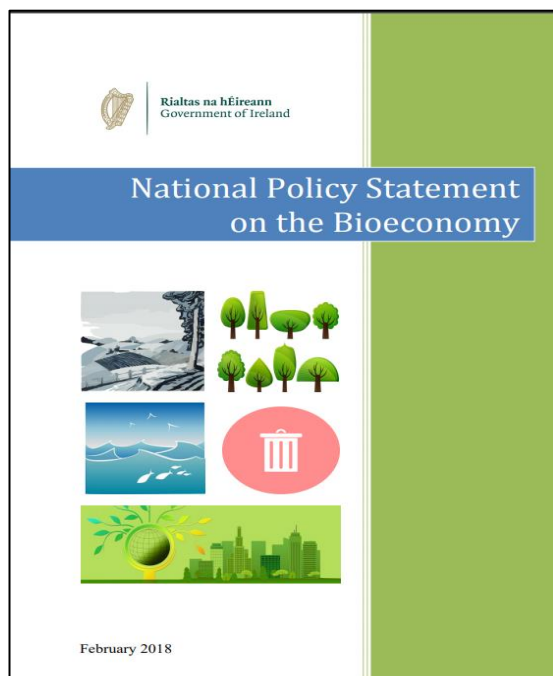 Rialtas na hÉireann
Government of Ireland
National Policy Statement
on the Bioeconomy
February 2018